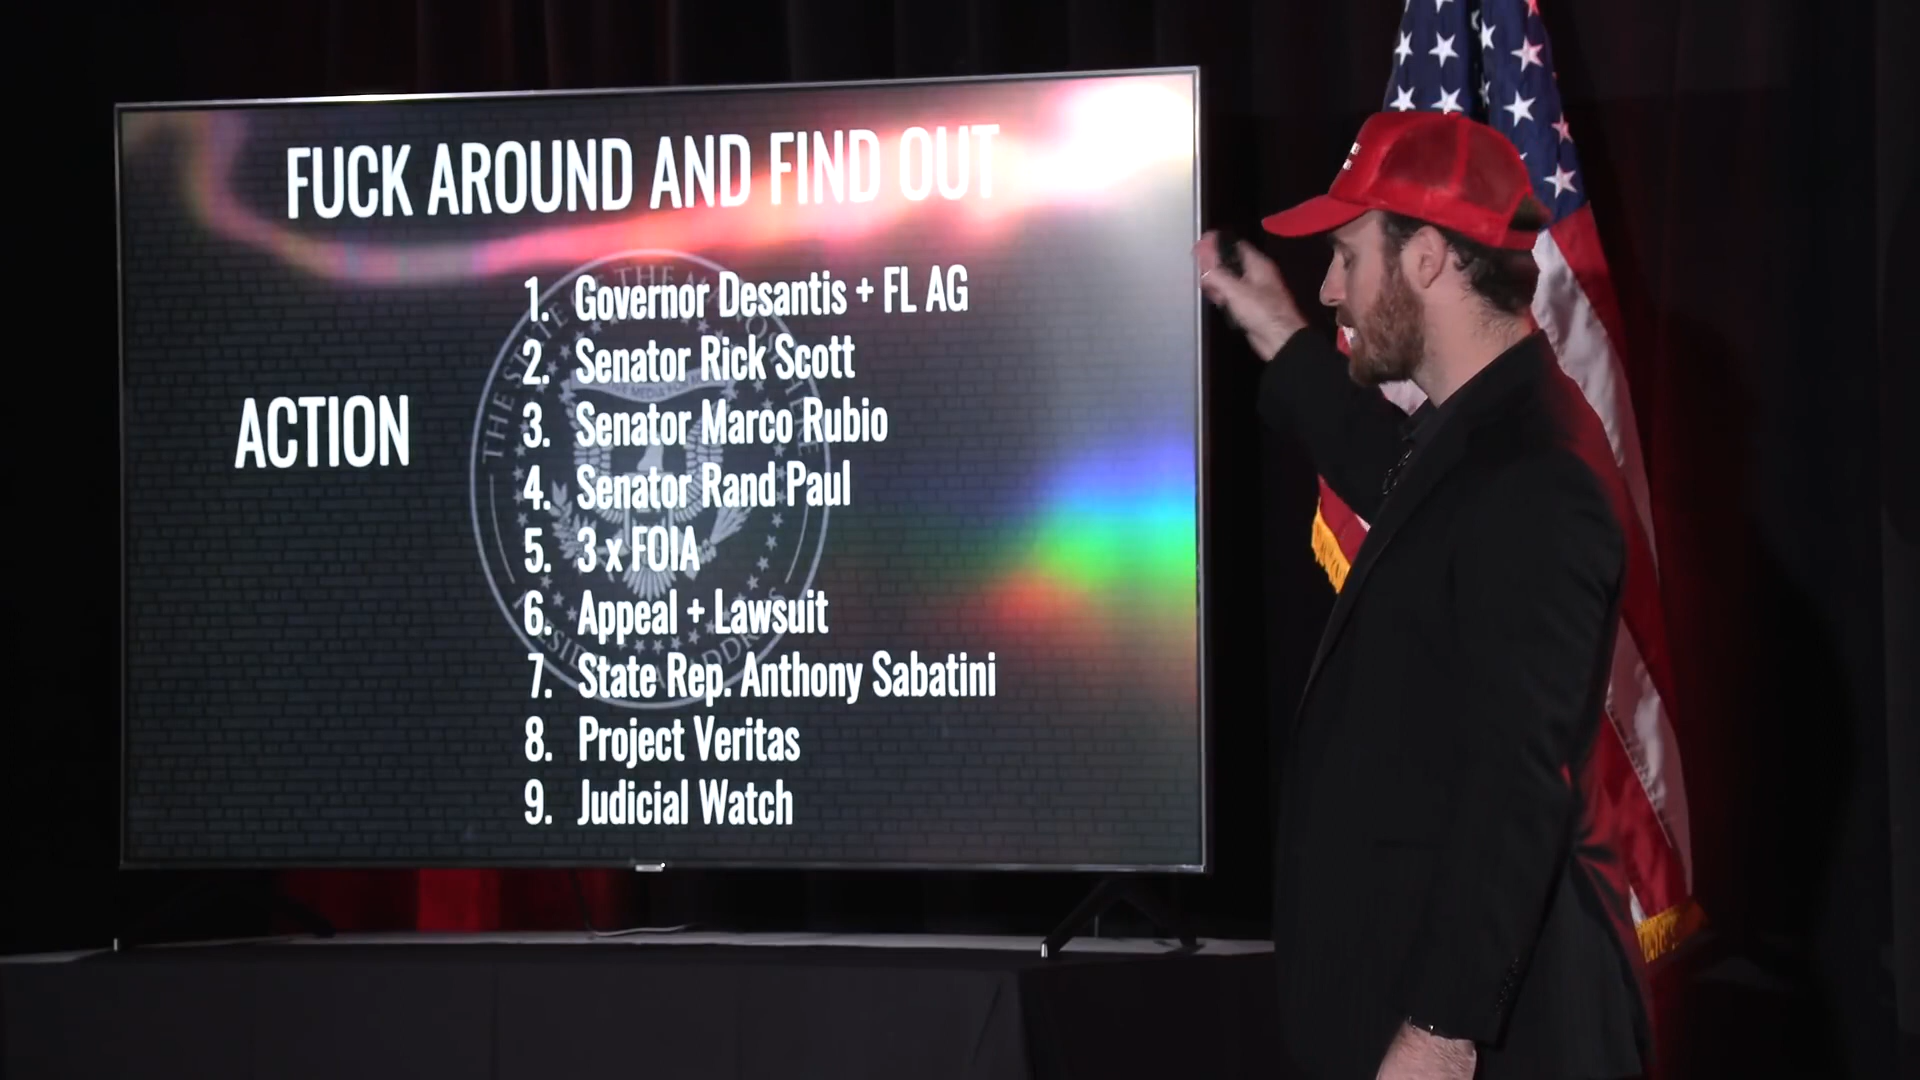 FUCK AROUND AND FIND OUT
ACTION
1. Governor Desantis + FL AG
2. Senator Rick Scott
3. Senator Marco Rubio
4. Senator Rand Paul
5. 3 x FOIA
6. Appeal + Lawsuit
7. State Rep. Anthony Sabatini
8. Project Veritas
9. Judicial Watch